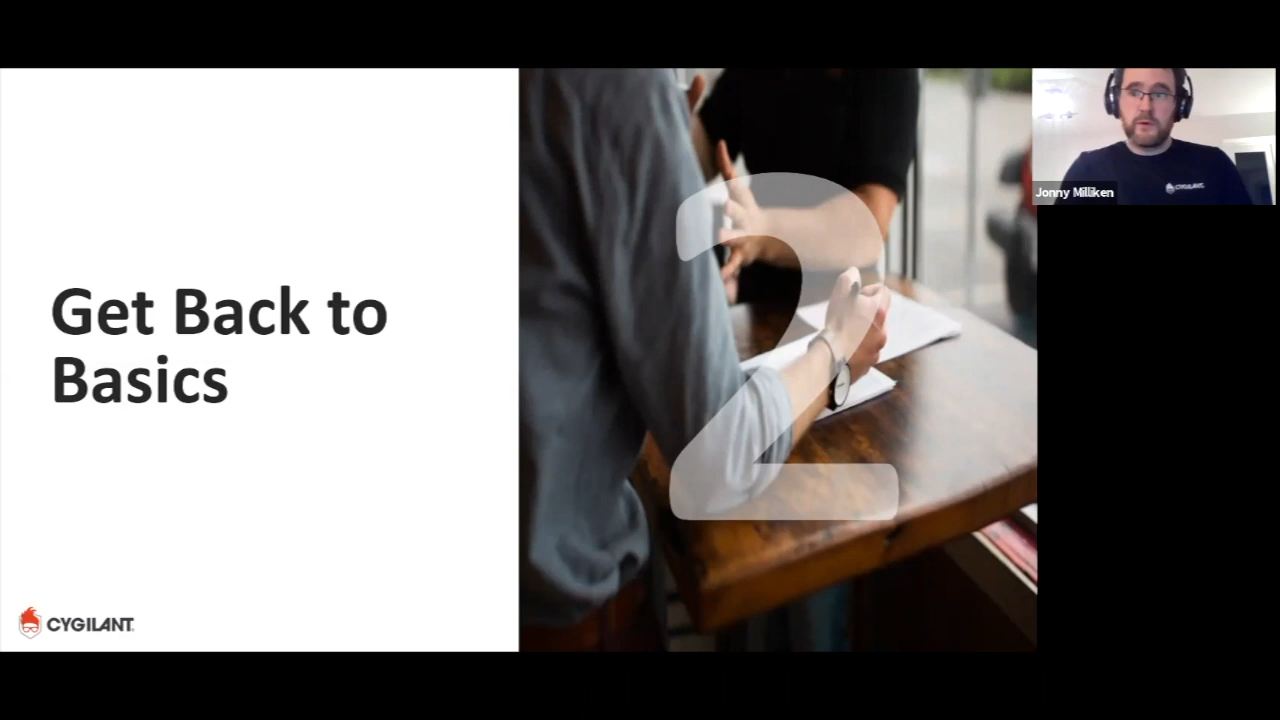 Get Back to
Basics
2
CYGILANT
Jonny Milliken
CYGILANT